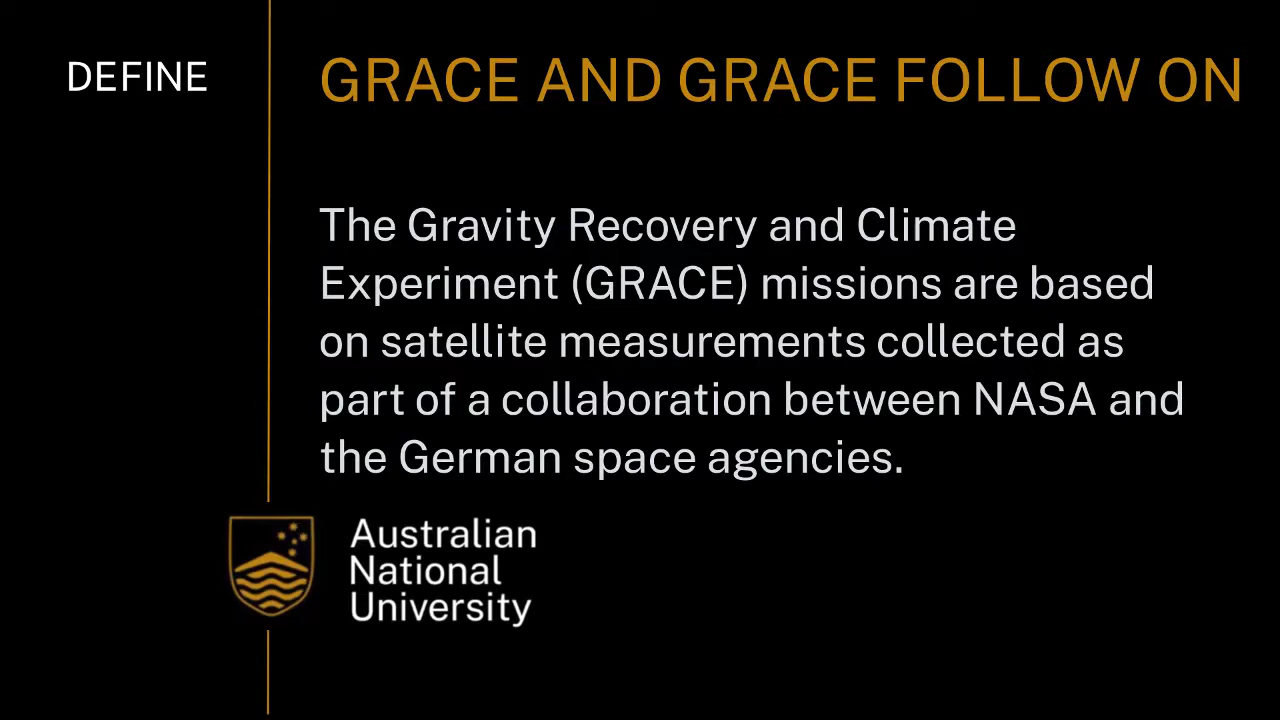 DEFINE
GRACE AND GRACE FOLLOW ON
The Gravity Recovery and Climate
Experiment (GRACE) missions are based
on satellite measurements collected as
part of a collaboration between NASA and
the German space agencies.
Australian
National
University